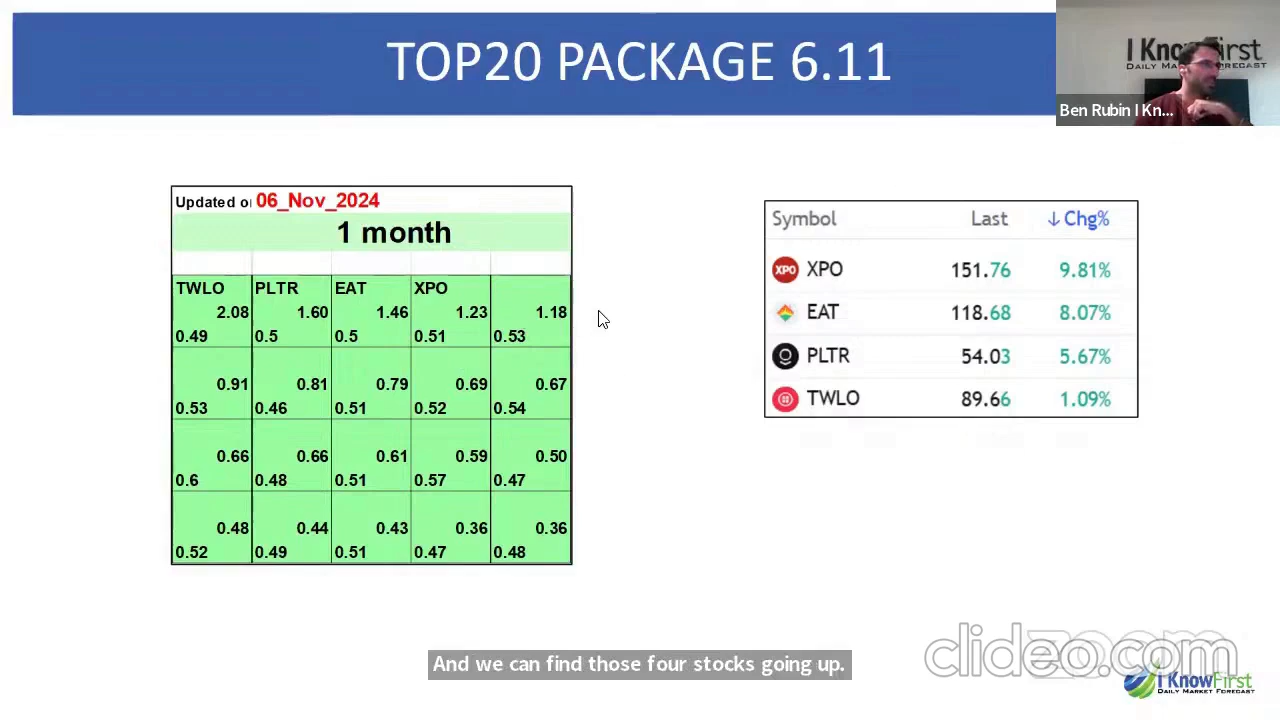 TOP20 PACKAGE 6.11
I KnowFirst
DAILY MARKET FORECAST
Ben Rubin I Kn...
Updated o 06_Nov_2024
1 month
TWLO PLTR EAT XPO
2.08 1.60 1.46 1.23 1.18
0.49 0.5 0.5 0.51 0.53
0.91 0.81 0.79 0.69 0.67
0.53 0.46 0.51 0.52 0.54
0.66 0.66 0.61 0.59 0.50
0.6 0.48 0.51 0.57 0.47
0.48 0.44 0.43 0.36 0.36
0.52 0.49 0.51 0.47 0.48
Symbol Last ↓ Chg%
XPO XPO 151.76 9.81%
EAT 118.68 8.07%
PLTR 54.03 5.67%
TWLO 89.66 1.09%
And we can find those four stocks going up.
zoom
clideo.com
I KnowFirst
DAILY MARKET FORECAST